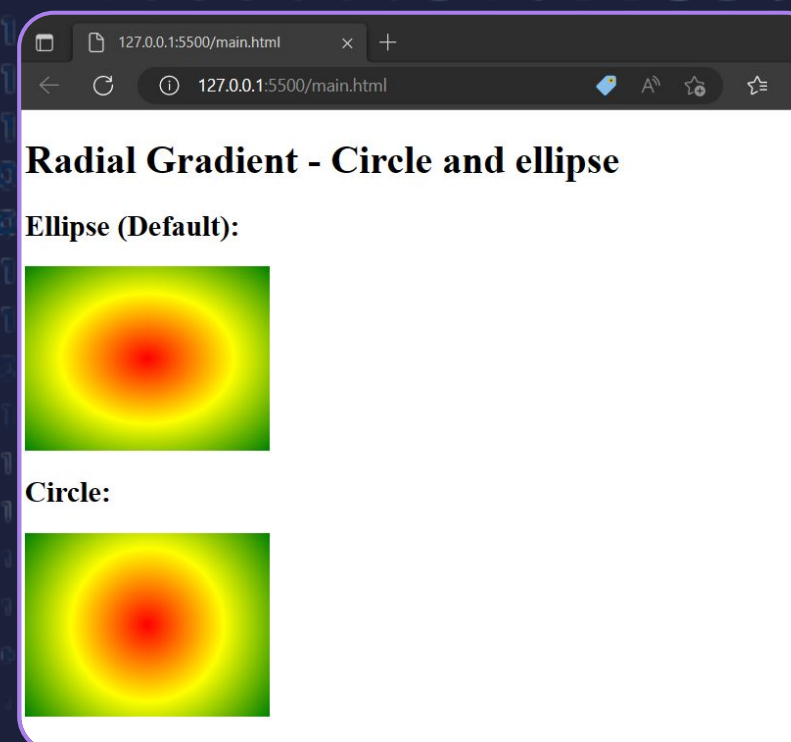 127.0.0.1:5500/main.html
127.0.0.1:5500/main.html
Radial Gradient - Circle and ellipse
Ellipse (Default):
Circle: